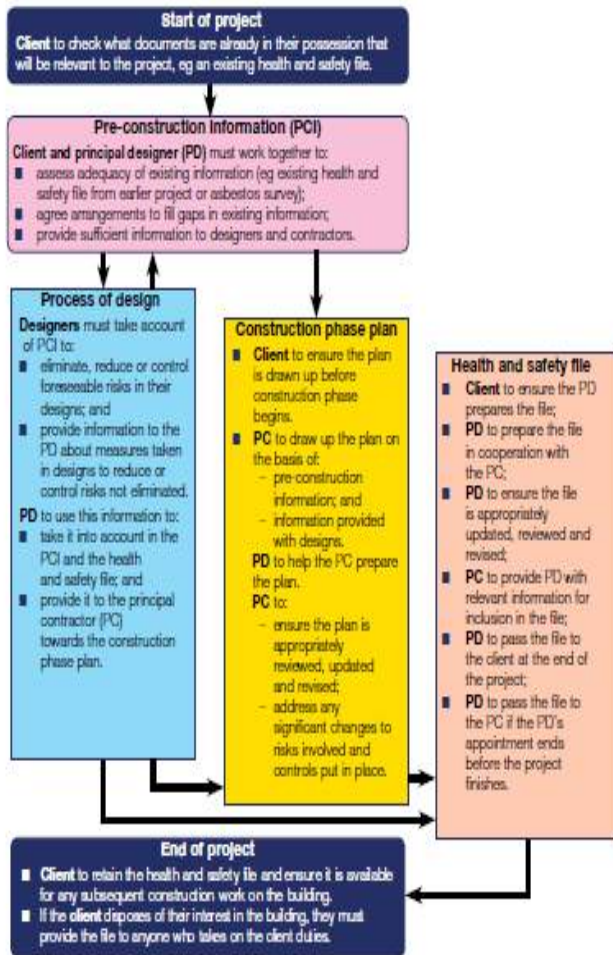 Start of project
Client to check what documents are already in their possession that
will be relevant to the project, eg an existing health and safety file.
Pre-construction information (PCI)
Client and principal designer (PD) must work together to:
■ assess adequacy of existing information (eg existing health and
safety file from earlier project or asbestos survey);
■ agree arrangements to fill gaps in existing information;
■ provide sufficient information to designers and contractors.
Process of design
Designers must take account
of PCI to:
■ eliminate, reduce or control
foreseeable risks in their
designs; and
■ provide information to the
PD about measures taken
in designs to reduce or
control risks not eliminated.
PD to use this information to:
■ take it into account in the
PCI and the health
and safety file; and
■ provide it to the principal
contractor (PC)
towards the construction
phase plan.
Construction phase plan
■ Client to ensure the plan
is drawn up before
construction phase
begins.
■ PC to draw up the plan on
the basis of:
– pre-construction
information; and
– information provided
with designs.
PD to help the PC prepare
the plan.
PC to:
– ensure the plan is
appropriately
reviewed, updated
and revised;
– address any
significant changes to
risks involved and
controls put in place.
Health and safety file
■ Client to ensure the PD
prepares the file;
■ PD to prepare the file
in cooperation with
the PC;
■ PD to ensure the file
is appropriately
updated, reviewed and
revised;
■ PC to provide PD with
relevant information for
inclusion in the file;
■ PD to pass the file to
the client at the end of
the project;
■ PD to pass the file to
the PC if the PD's
appointment ends
before the project
finishes.
End of project
■ Client to retain the health and safety file and ensure it is available
for any subsequent construction work on the building.
■ If the client disposes of their interest in the building, they must
provide the file to anyone who takes on the client duties.